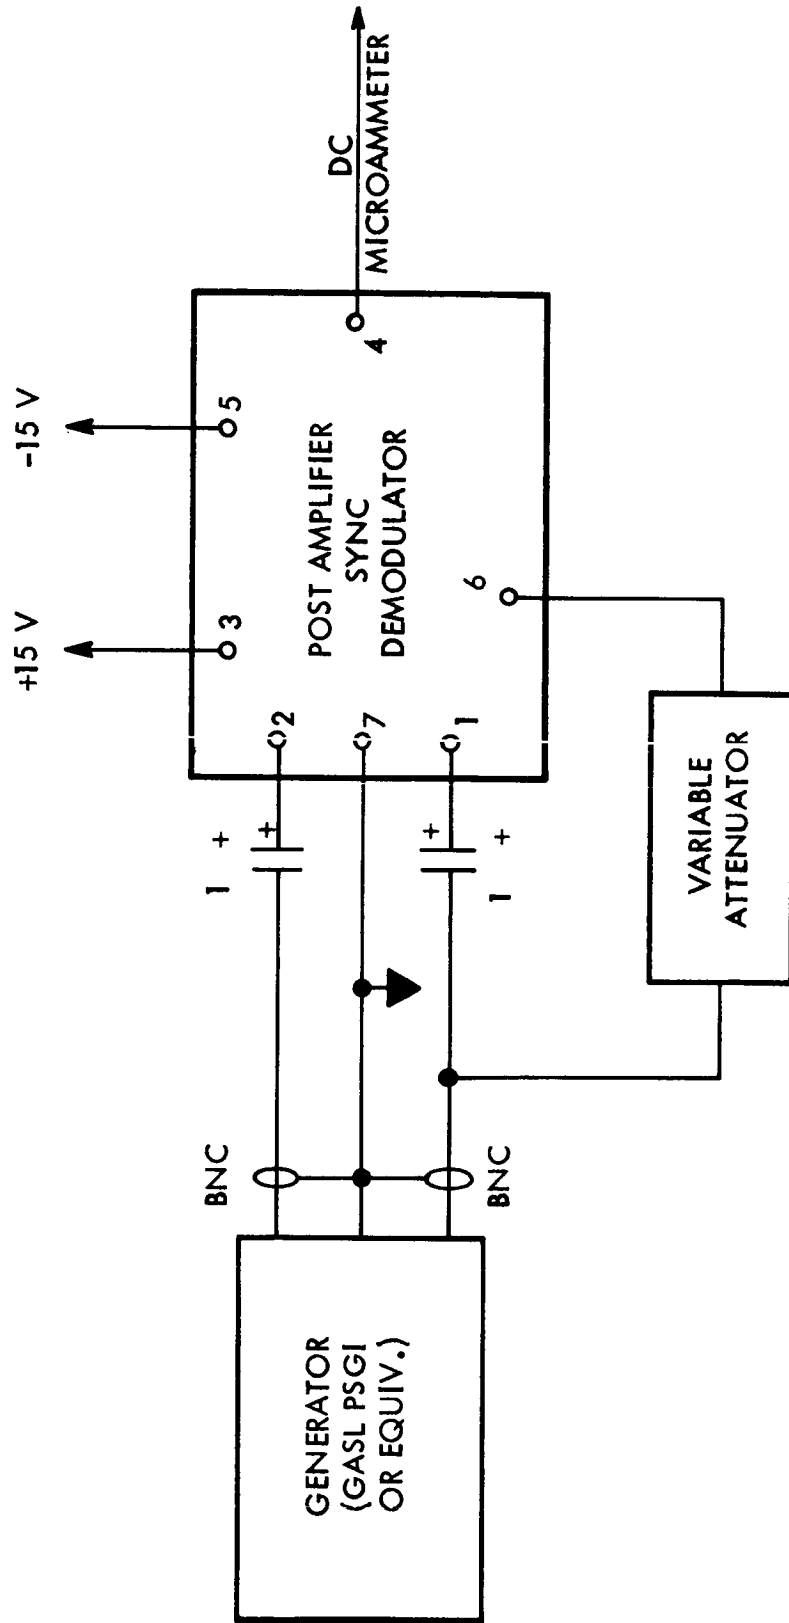 +15 V
-15 V
BNC
1
+
+
2
3
5
GENERATOR
(GASL PSGI
OR EQUIV.)
7
POST AMPLIFIER
SYNC
DEMODULATOR
4
DC
MICROAMMETER
BNC
+
1
+
1
6
VARIABLE
ATTENUATOR